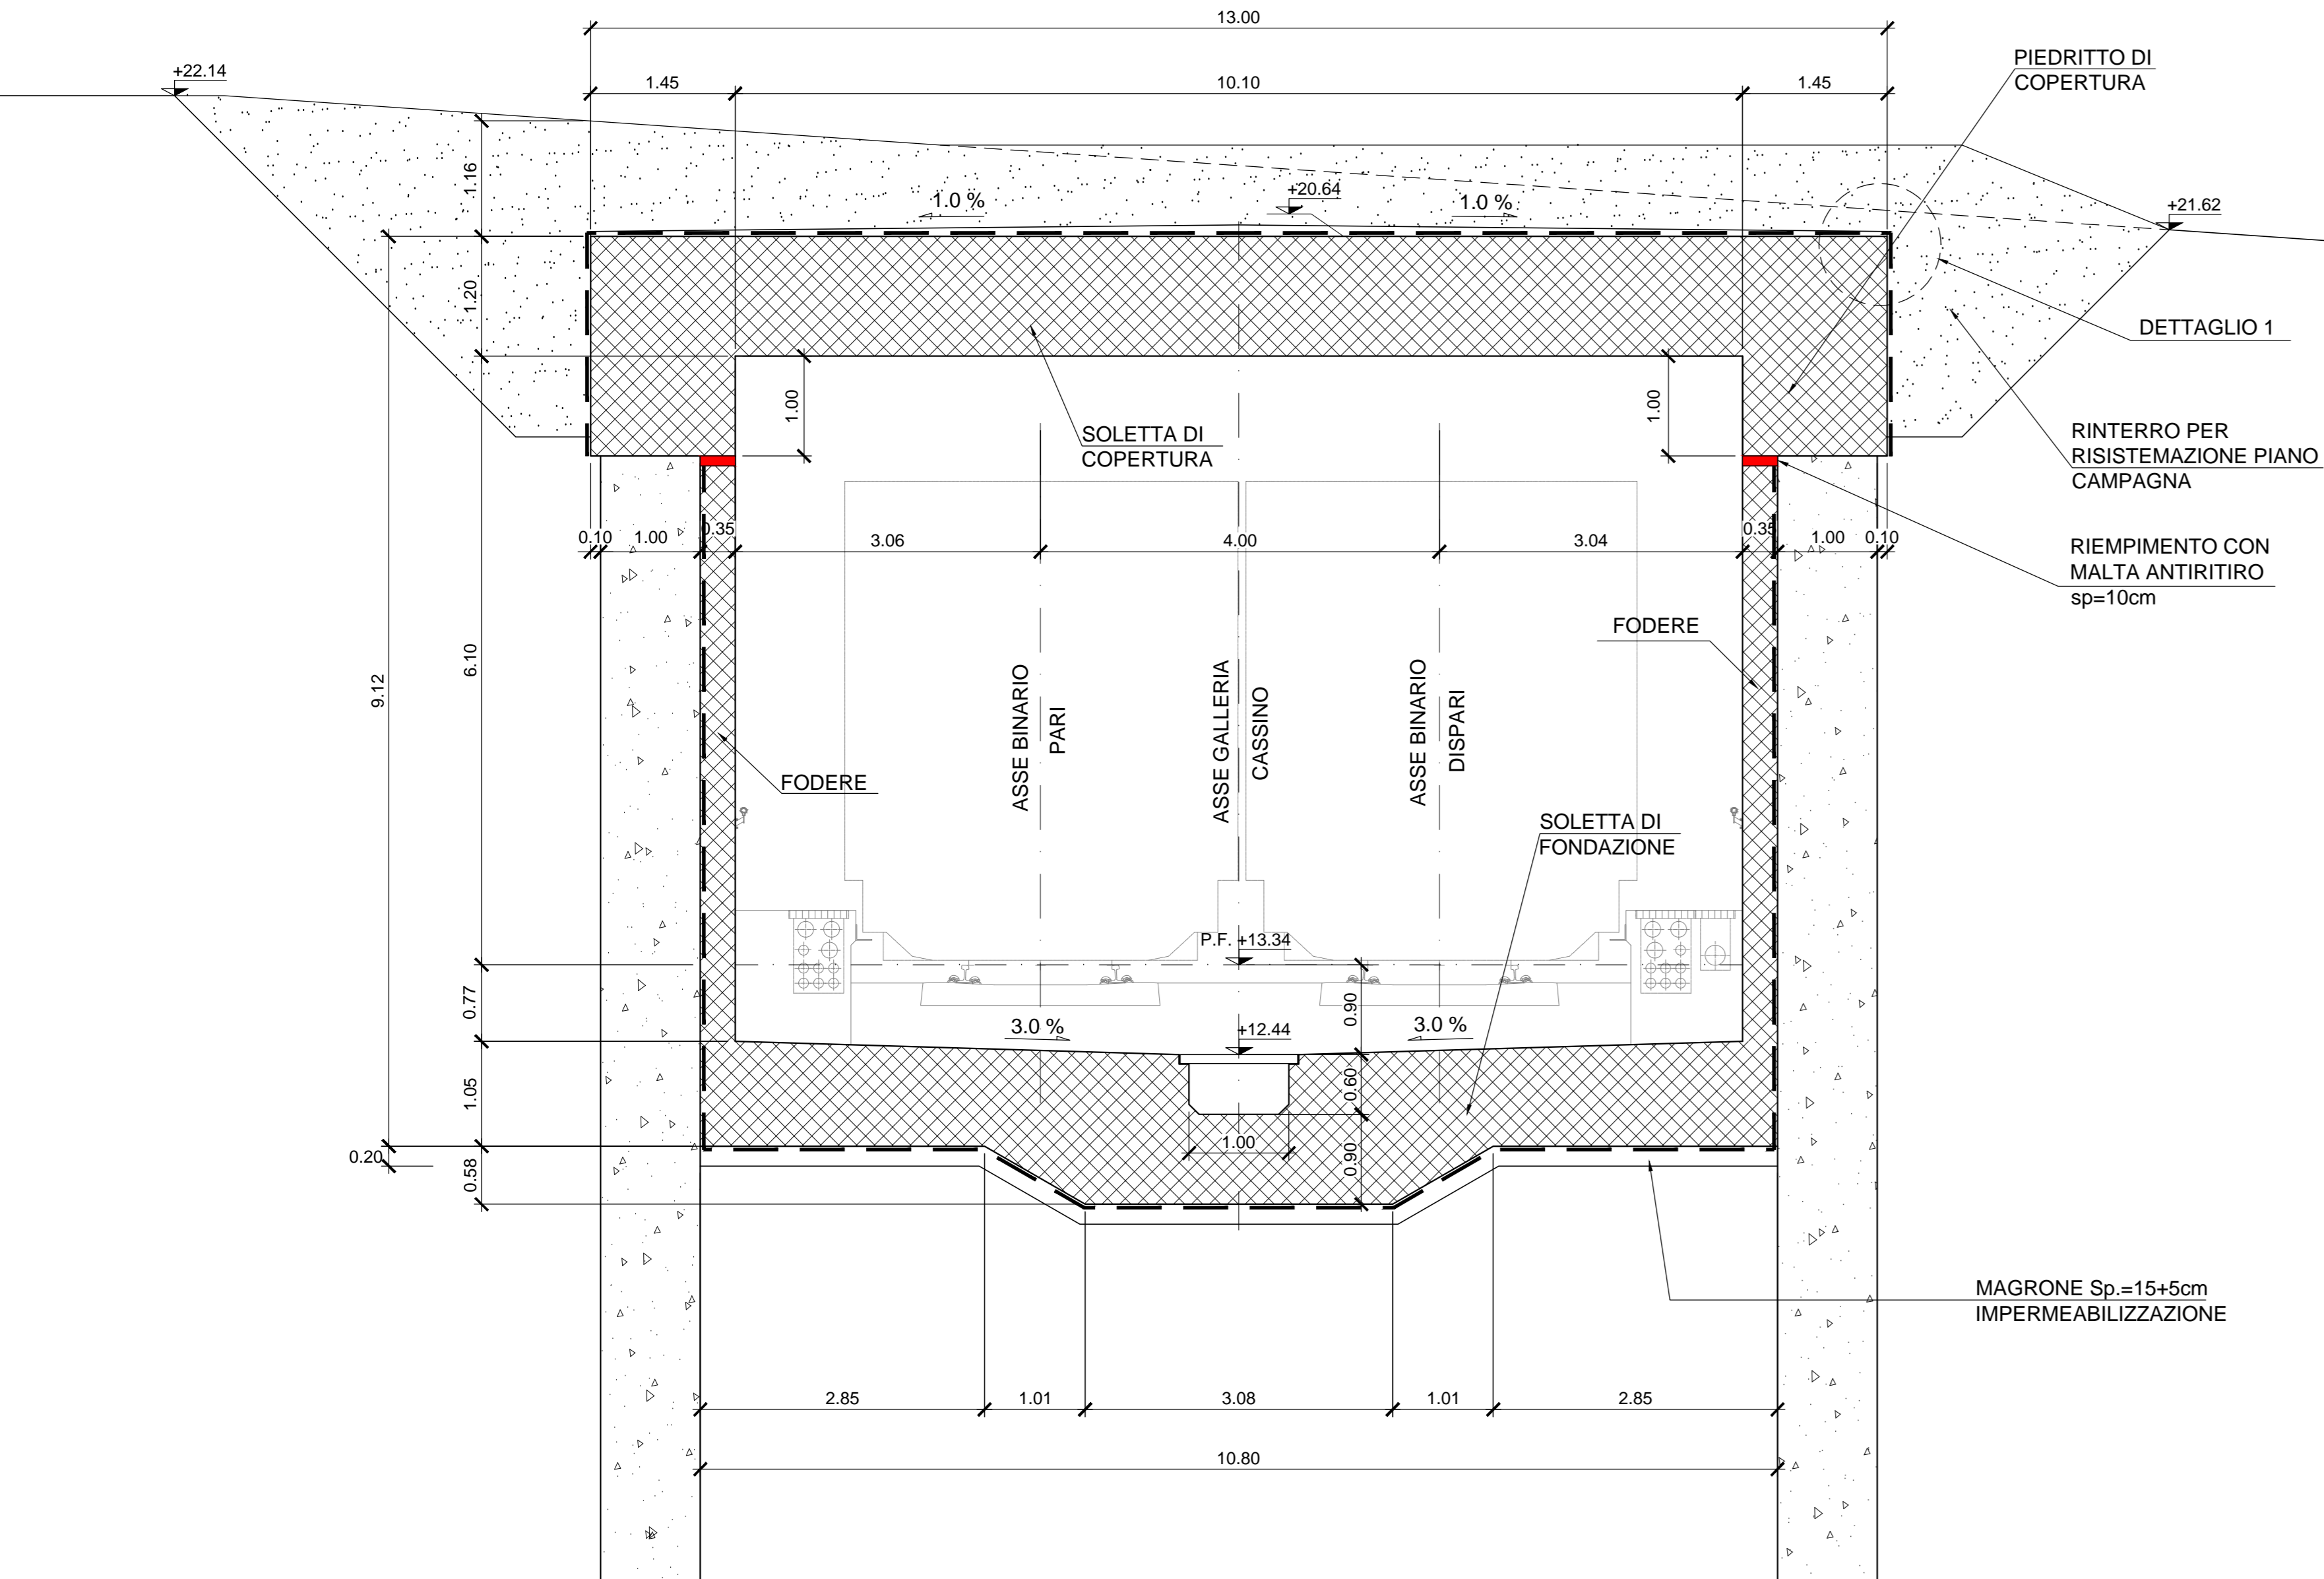 13.00
+22.14
1.45
10.10
1.45
PIEDRITTO DI
COPERTURA
1.16
1.0 %
+20.64
1.0 %
+21.62
1.20
DETTAGLIO 1
1.00
1.00
SOLETTA DI
COPERTURA
RINTERRO PER
RISISTEMAZIONE PIANO
CAMPAGNA
0.10
1.00
0.35
3.06
4.00
3.04
0.35
1.00
0.10
RIEMPIMENTO CON
MALTA ANTIRITIRO
sp=10cm
FODERE
6.10
9.12
ASSE BINARIO
PARI
ASSE GALLERIA
CASSINO
ASSE BINARIO
DISPARI
FODERE
SOLETTA DI
FONDAZIONE
P.F. +13.34
0.77
0.90
3.0 %
+12.44
3.0 %
1.05
0.60
1.00
0.20
0.58
0.90
MAGRONE Sp.=15+5cm
IMPERMEABILIZZAZIONE
2.85
1.01
3.08
1.01
2.85
10.80